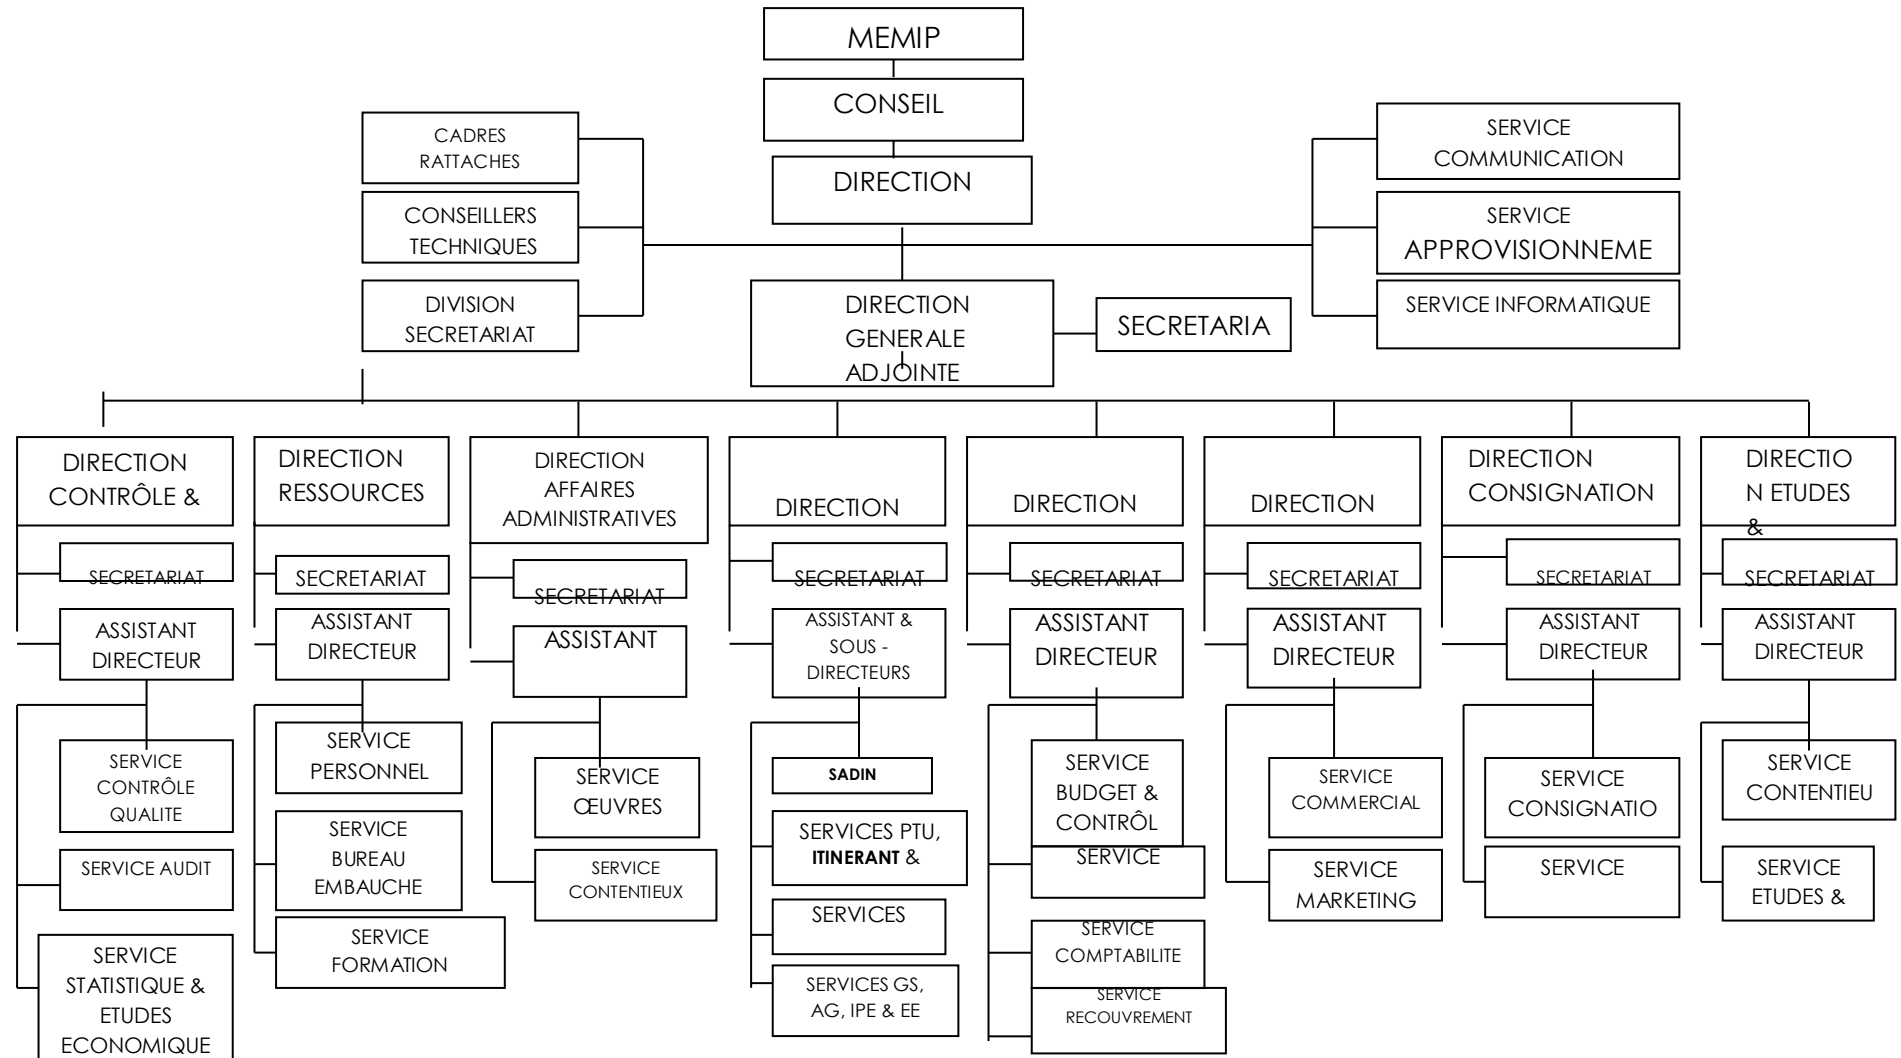 MEMIP
CONSEIL
DIRECTION
CADRES
RATTACHES
CONSEILLERS
TECHNIQUES
DIVISION
SECRETARIAT
SERVICE
COMMUNICATION
SERVICE
APPROVISIONNEME
SERVICE INFORMATIQUE
DIRECTION
GENERALE
ADJOINTE
SECRETARIA
DIRECTION
CONTRÔLE &
SECRETARIAT
ASSISTANT
DIRECTEUR
SERVICE
CONTRÔLE
QUALITE
SERVICE AUDIT
SERVICE
STATISTIQUE &
ETUDES
ECONOMIQUE
DIRECTION
RESSOURCES
SECRETARIAT
ASSISTANT
DIRECTEUR
SERVICE
PERSONNEL
SERVICE
BUREAU
EMBAUCHE
SERVICE
FORMATION
DIRECTION
AFFAIRES
ADMINISTRATIVES
SECRETARIAT
ASSISTANT
SERVICE
ŒUVRES
SERVICE
CONTENTIEUX
DIRECTION
SECRETARIAT
ASSISTANT &
SOUS -
DIRECTEURS
SADIN
SERVICES PTU,
ITINERANT &
SERVICES
SERVICES GS,
AG, IPE & EE
DIRECTION
SECRETARIAT
ASSISTANT
DIRECTEUR
SERVICE
BUDGET &
CONTRÔL
SERVICE
SERVICE
COMPTABILITE
SERVICE
RECOUVREMENT
DIRECTION
SECRETARIAT
ASSISTANT
DIRECTEUR
SERVICE
COMMERCIAL
SERVICE
MARKETING
DIRECTION
CONSIGNATION
SECRETARIAT
ASSISTANT
DIRECTEUR
SERVICE
CONSIGNATIO
SERVICE
DIRECTIO
N ETUDES
&
SECRETARIAT
ASSISTANT
DIRECTEUR
SERVICE
CONTENTIEU
SERVICE
ETUDES &